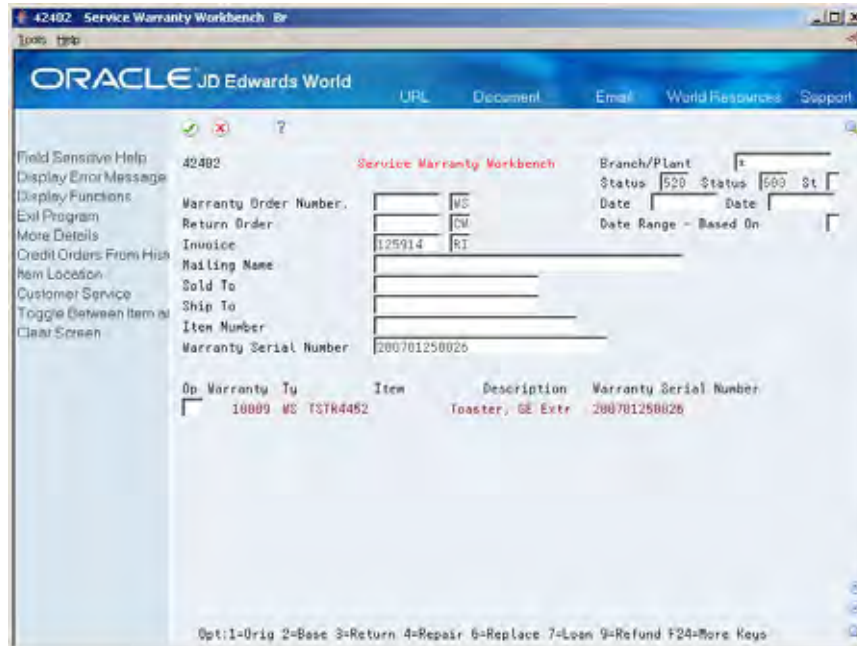 42402 Service Warranty Workbench Br
Tools Help
ORACLE JD Edwards World
URL Document Email World Resources Support
?
Field Sensitive Help
Display Error Message
Display Functions
Exit Program
More Details
Credit Orders From Hist
Item Location
Customer Service
Toggle Between Item a
Clear Screen
42402 Service Warranty Workbench Branch/Plant *
Status 520 Status St
Warranty Order Number. WS Date Date
Return Order CW Date Range - Based On
Invoice 125914 RI
Mailing Name
Sold To
Ship To
Item Number
Warranty Serial Number 200701250026
Op Warranty Ty Item Description Warranty Serial Number
10009 WS TSTR4452 Toaster, GE Extr 200701250026
Opt:1=Orig 2=Base 3=Return 4=Repair 6=Replace 7=Loan 9=Refund F24=More Keys